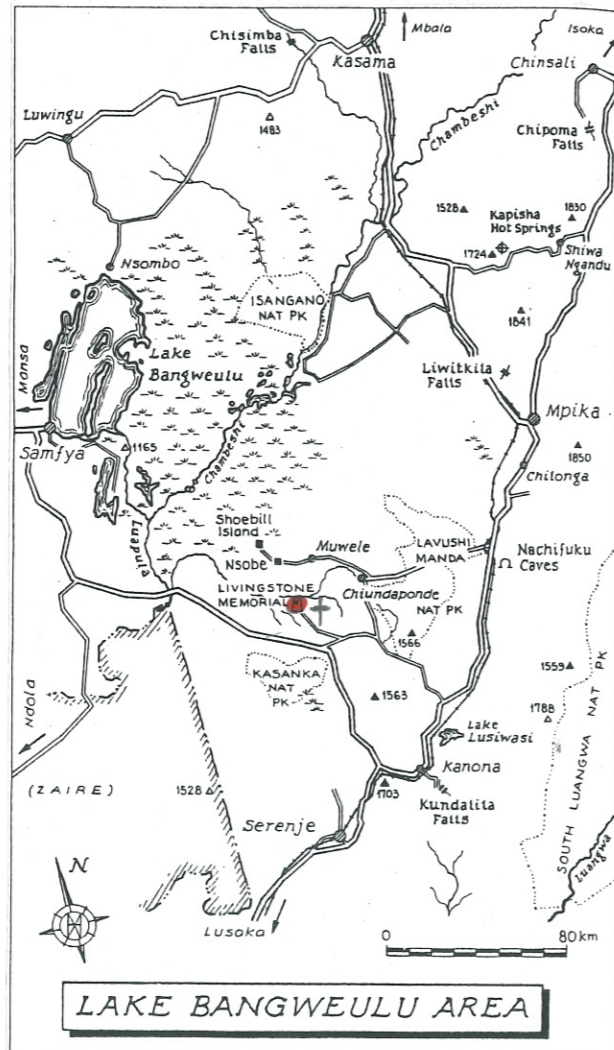 Mbala
Isoka
Chisimba
Falls
Kasama
Chinsali
Luwingu
1483
Chambeshi
Chipoma
Falls
1528
1830
Kapisha
Hot Springs
1724
Shiwa
Ngandu
Nsombo
ISANGANO
NAT PK
1841
Lake
Bangweulu
Mansa
Liwitkila
Falls
Mpika
Samfya
1165
Chambeshi
1850
Chilonga
Luapula
Shoebill
Island
Nsobe
Muwele
LAVUSHI
MANDA
NAT PK
Nachifuku
Caves
LIVINGSTONE
MEMORIAL
Chiundaponde
1566
KASANKA
NAT
PK
1559
1563
1788
Ndola
Lake
Lusiwasi
SOUTH LUANGWA NAT PK
(ZAIRE)
1528
Kanona
1703
Kundalila
Falls
Serenje
Luangwa
N
Lusaka
0 80 km
LAKE BANGWEULU AREA